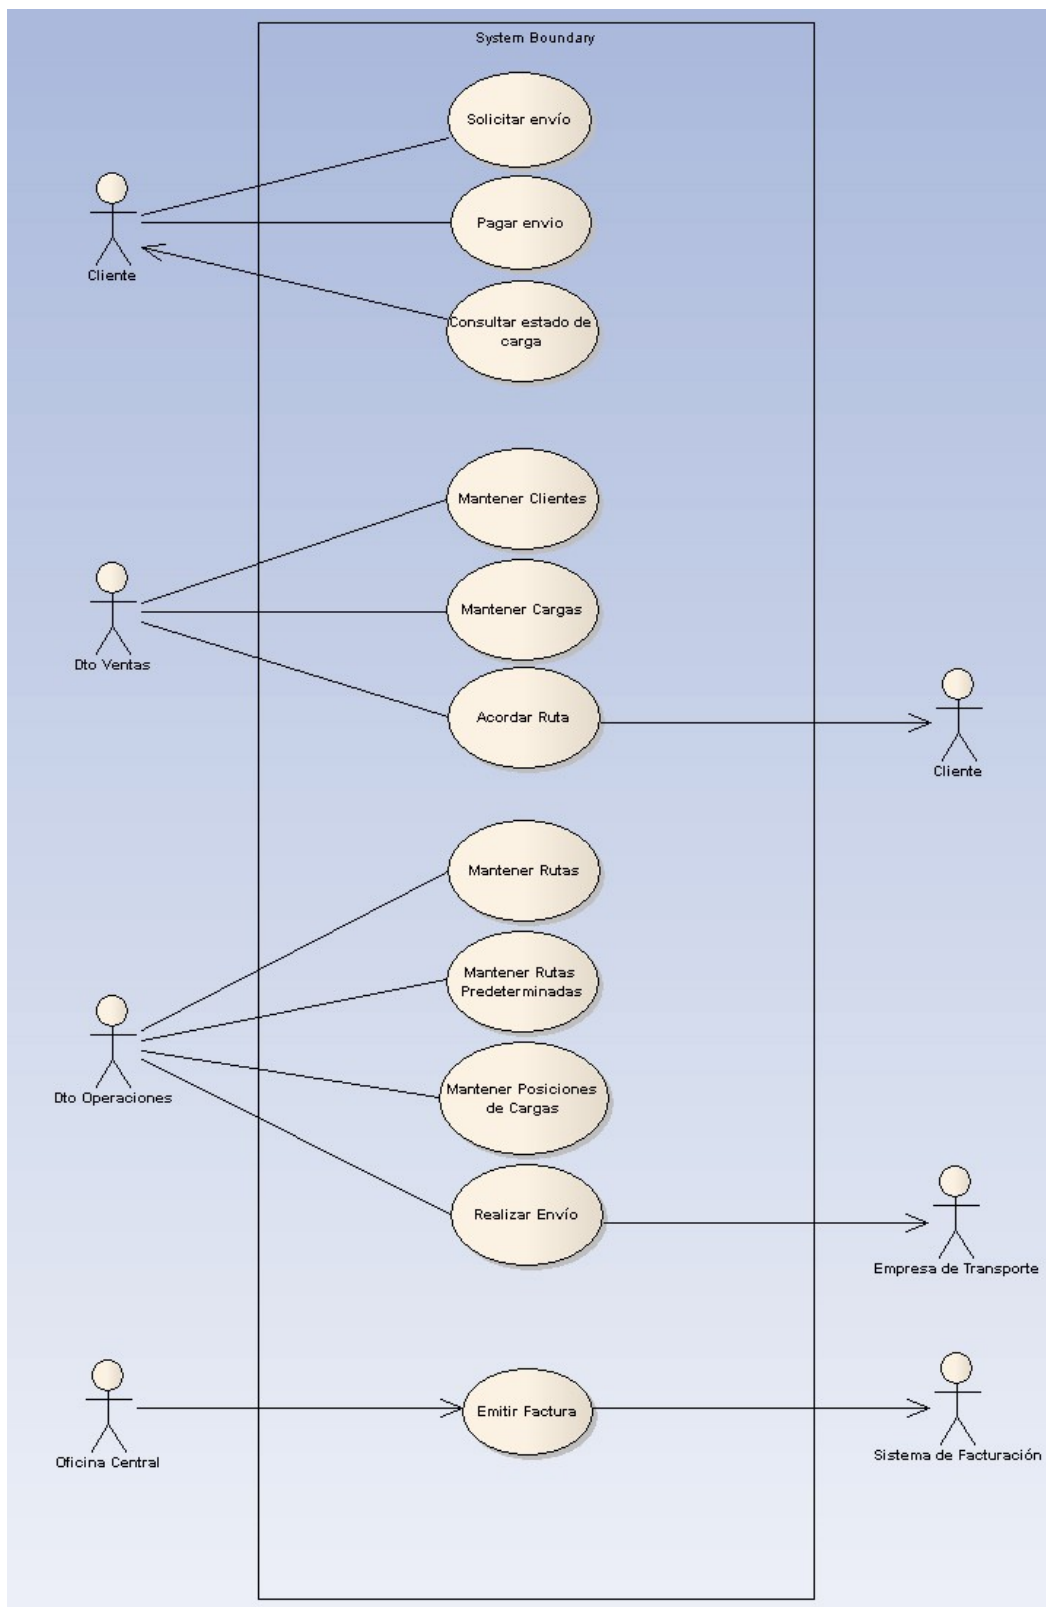 System Boundary
Solicitar envío
Pagar envio
Cliente
Consultar estado de
carga
Mantener Clientes
Mantener Cargas
Dto Ventas
Acordar Ruta
Cliente
Mantener Rutas
Mantener Rutas
Predeterminadas
Dto Operaciones
Mantener Posiciones
de Cargas
Realizar Envío
Empresa de Transporte
Emitir Factura
Oficina Central
Sistema de Facturación